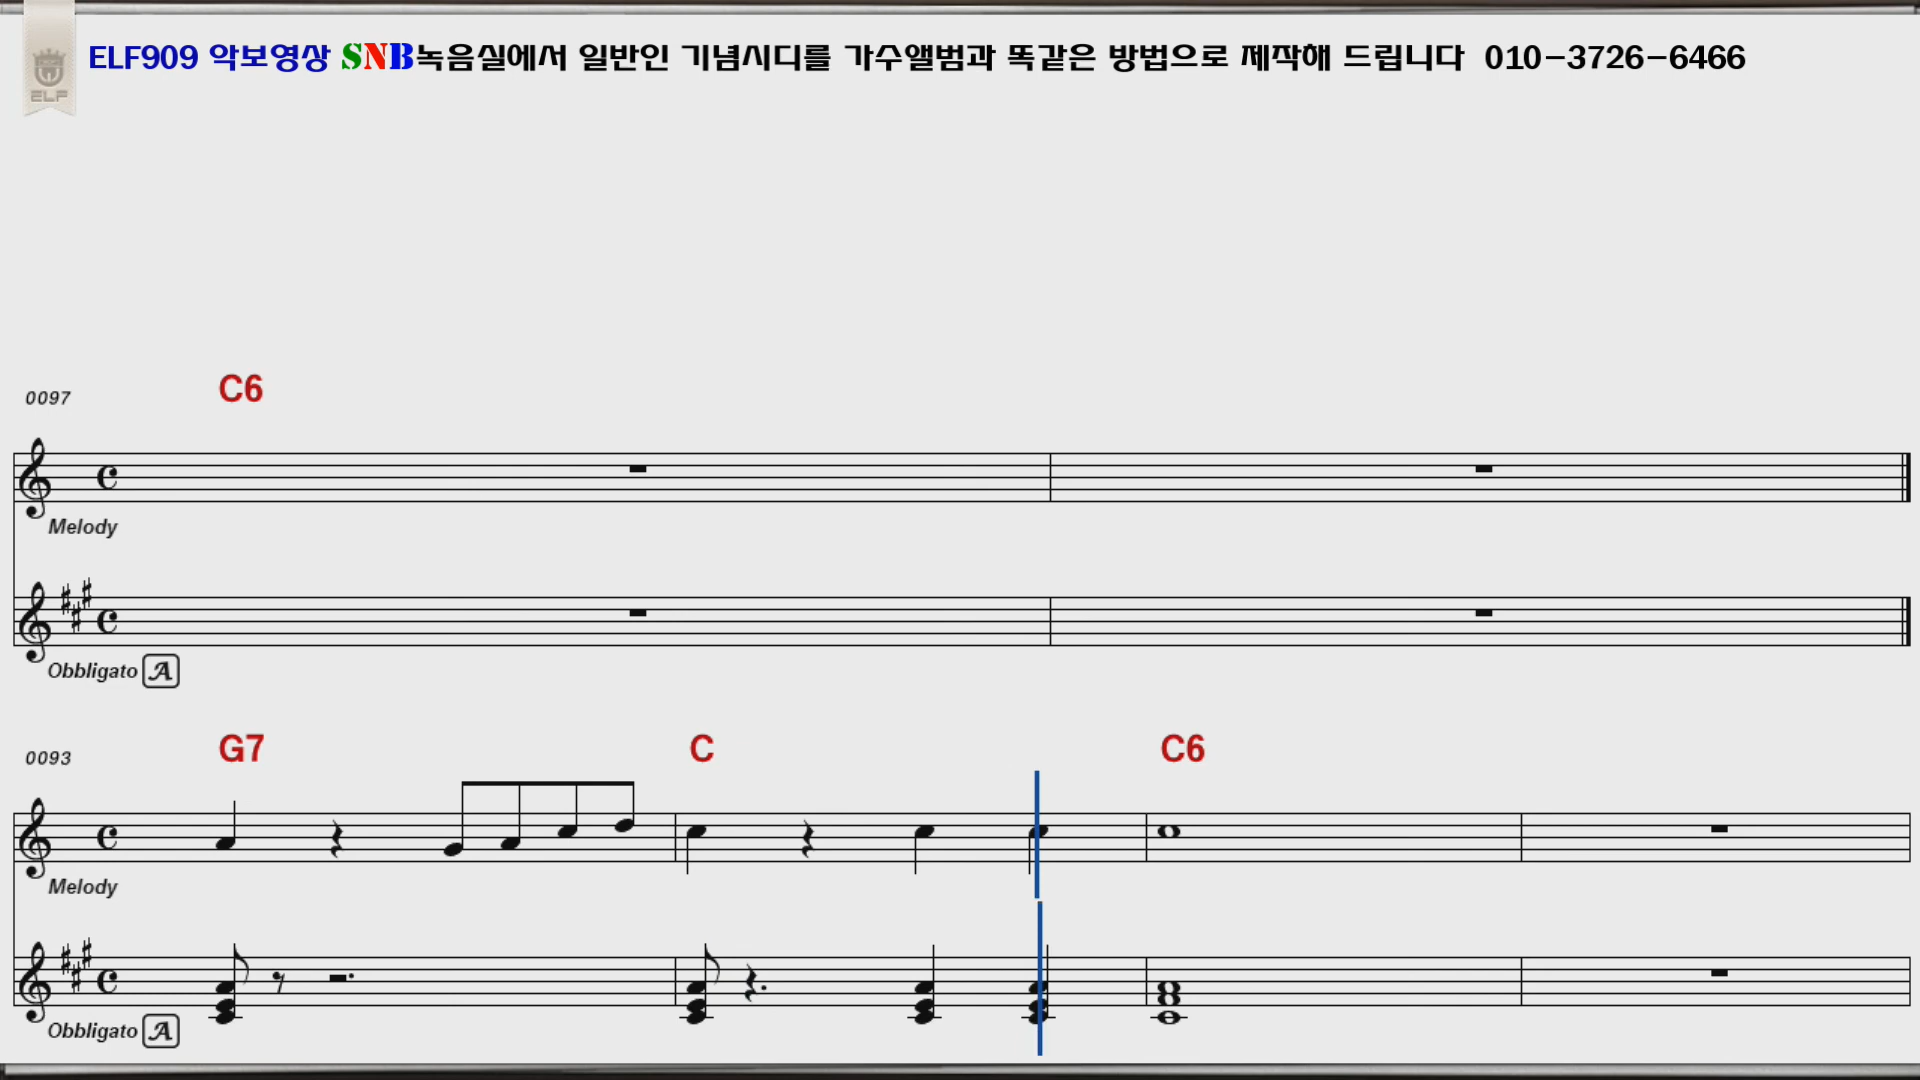 ELF909 악보영상 SNB녹음실에서 일반인 기념시디를 가수앨범과 똑같은 방법으로 제작해 드립니다 010-3726-6466
ELF
0097 C6
Melody
Obbligato A
0093 G7 C C6
Melody
Obbligato A